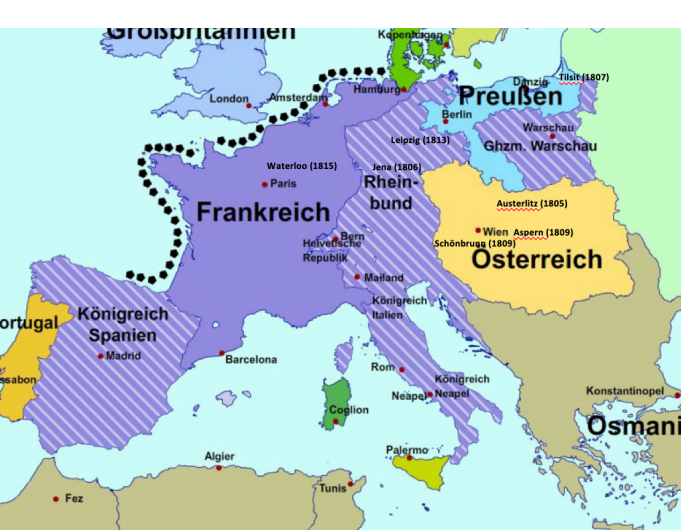 Großbritannien
Kopenhagen
Tilsit (1807)
Danzig
Hamburg
Preußen
London
Amsterdam
Berlin
Warschau
Leipzig (1813)
Ghzm. Warschau
Waterloo (1815)
Jena (1806)
Paris
Rhein-
bund
Austerlitz (1805)
Frankreich
Wien
Aspern (1809)
Bern
Schönbrunn (1809)
Helvetische
Republik
Österreich
Mailand
Königreich
Italien
Königreich
Spanien
ortugal
Madrid
Barcelona
Rom
Königreich
Neapel
Neapel
ssabon
Konstantinopel
Coglion
Osmani
Palermo
Algier
Tunis
Fez